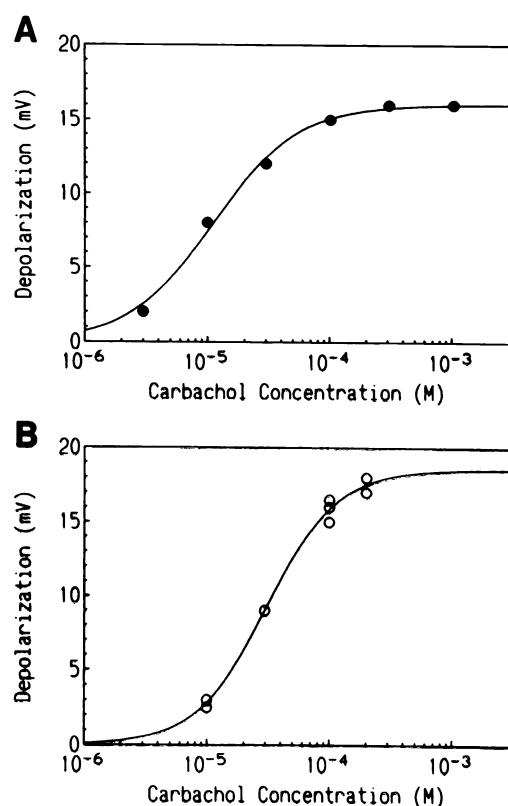 A
20
15
10
5
0
Depolarization (mV)
10⁻⁶ 10⁻⁵ 10⁻⁴ 10⁻³
Carbachol Concentration (M)
B
20
15
10
5
0
Depolarization (mV)
10⁻⁶ 10⁻⁵ 10⁻⁴ 10⁻³
Carbachol Concentration (M)